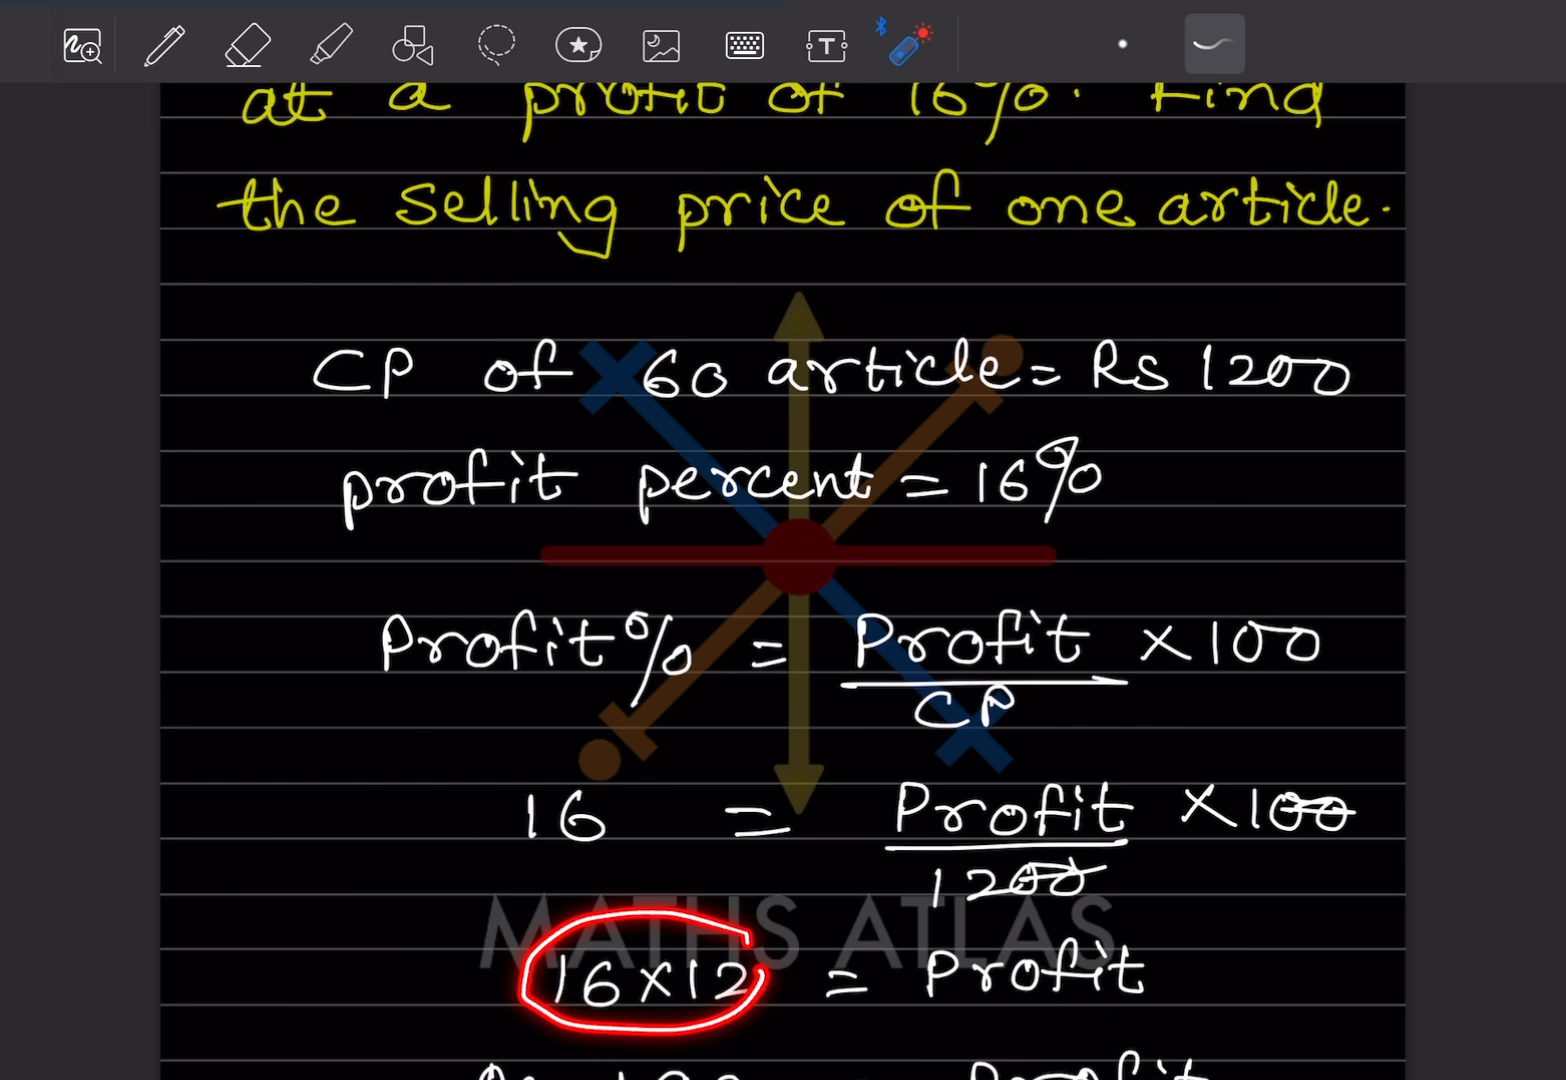 at a profit of 16%. Find
the selling price of one article.
CP of 60 article = Rs 1200
profit percent = 16%
Profit% = Profit × 100
CP
16 = Profit × 100
1200
MATHS ATLAS
16 × 12 = Profit
Profit